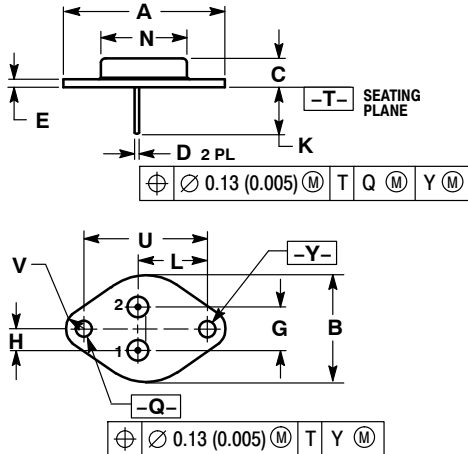 A
N
C
E
–T– SEATING
PLANE
K
D 2 PL
⌖ ∅ 0.13 (0.005) Ⓜ T Q Ⓜ Y Ⓜ
U
L
–Y–
V
2
G
B
H
1
–Q–
⌖ ∅ 0.13 (0.005) Ⓜ T Y Ⓜ